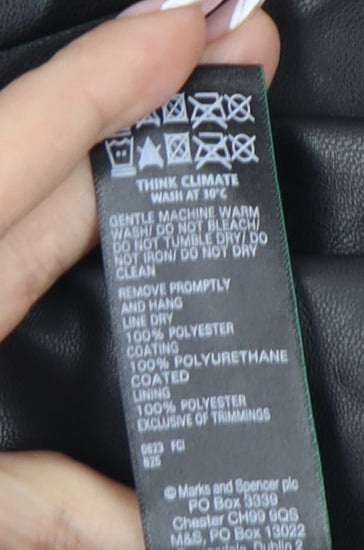 THINK CLIMATE
WASH AT 30°C
GENTLE MACHINE WARM
WASH/ DO NOT BLEACH/
DO NOT TUMBLE DRY/ DO
NOT IRON/ DO NOT DRY
CLEAN
REMOVE PROMPTLY
AND HANG
LINE DRY
100% POLYESTER
COATING
100% POLYURETHANE
COATED
LINING
100% POLYESTER
EXCLUSIVE OF TRIMMINGS
0623 FCI
825
© Marks and Spencer plc
PO Box 3339
Chester CH99 9QS
M&S, PO Box 13022
Dublin 2